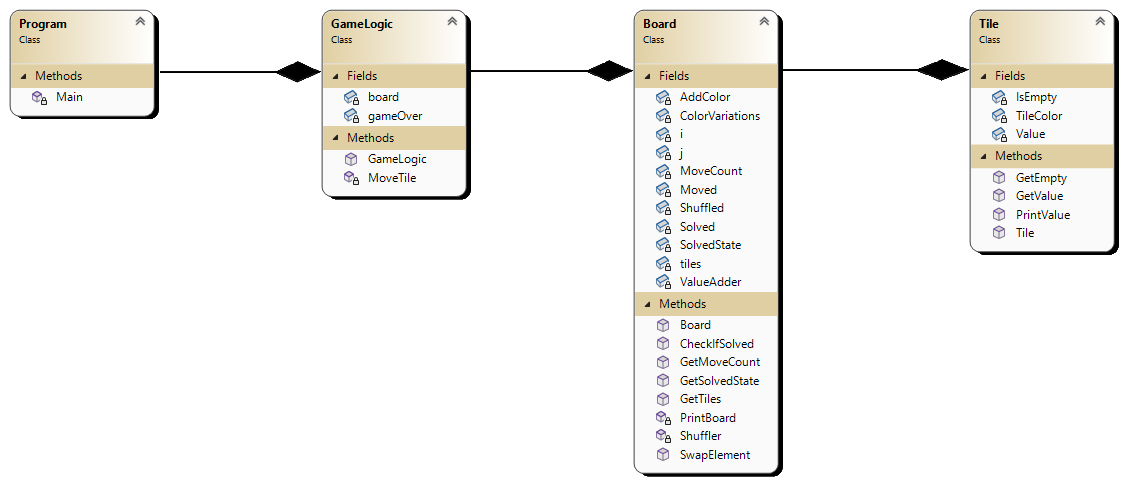 Program
Class
Methods
Main
GameLogic
Class
Fields
board
gameOver
Methods
GameLogic
MoveTile
Board
Class
Fields
AddColor
ColorVariations
i
j
MoveCount
Moved
Shuffled
Solved
SolvedState
tiles
ValueAdder
Methods
Board
CheckIfSolved
GetMoveCount
GetSolvedState
GetTiles
PrintBoard
Shuffler
SwapElement
Tile
Class
Fields
IsEmpty
TileColor
Value
Methods
GetEmpty
GetValue
PrintValue
Tile